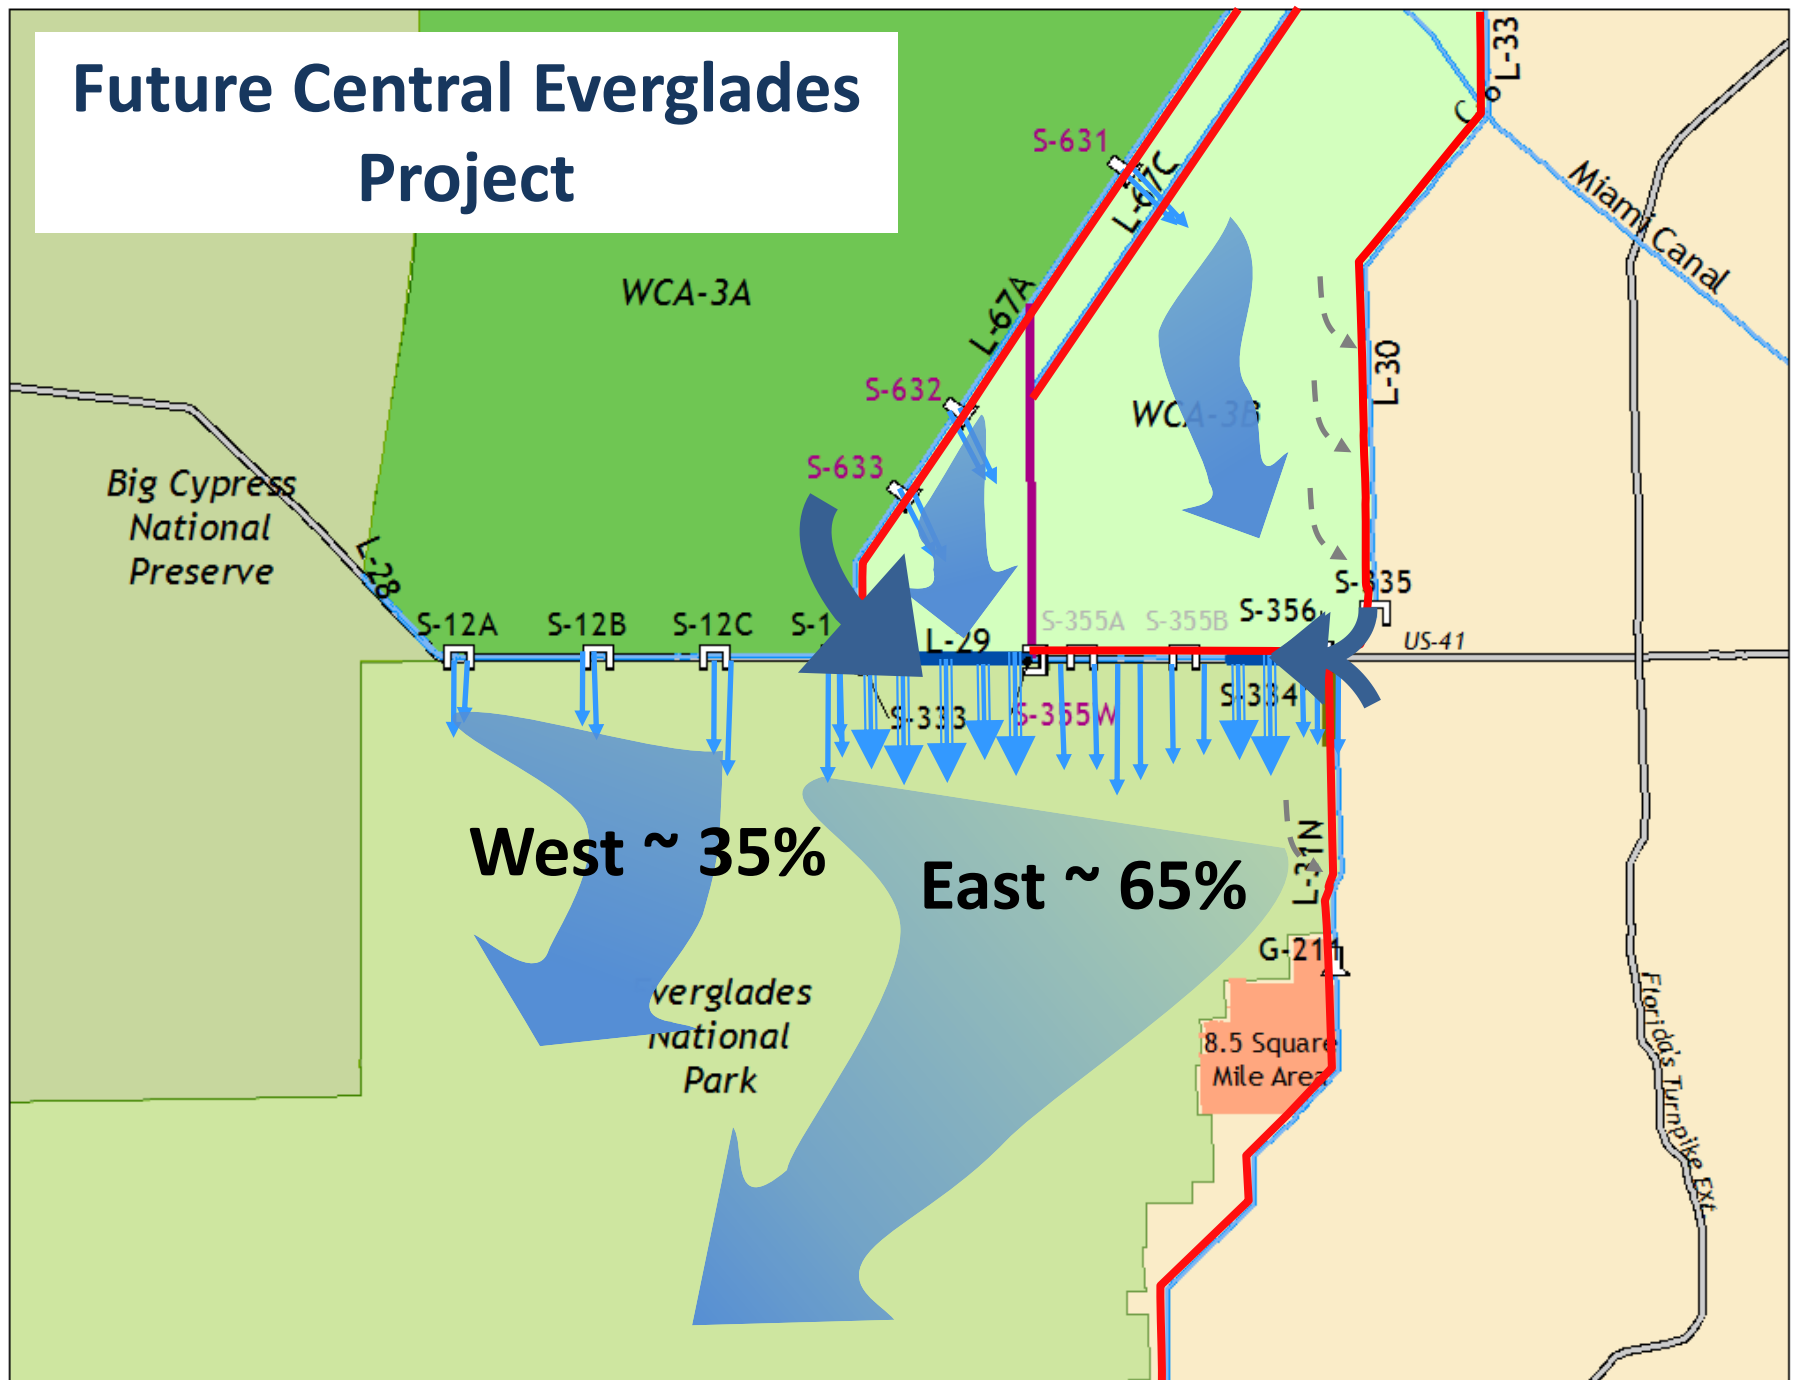 Future Central Everglades
Project
L-33
S-631
L-67C
Miami Canal
WCA-3A
L-67A
L-30
S-632
WCA-3B
S-633
Big Cypress
National
Preserve
L-28
S-335
S-12A
S-12B
S-12C
S-1
L-29
S-355A
S-355B
S-356
US-41
S-333
S-355W
S-334
West ~ 35%
East ~ 65%
L-31N
G-211
Everglades
National
Park
8.5 Square
Mile Area
Florida's Turnpike Ext